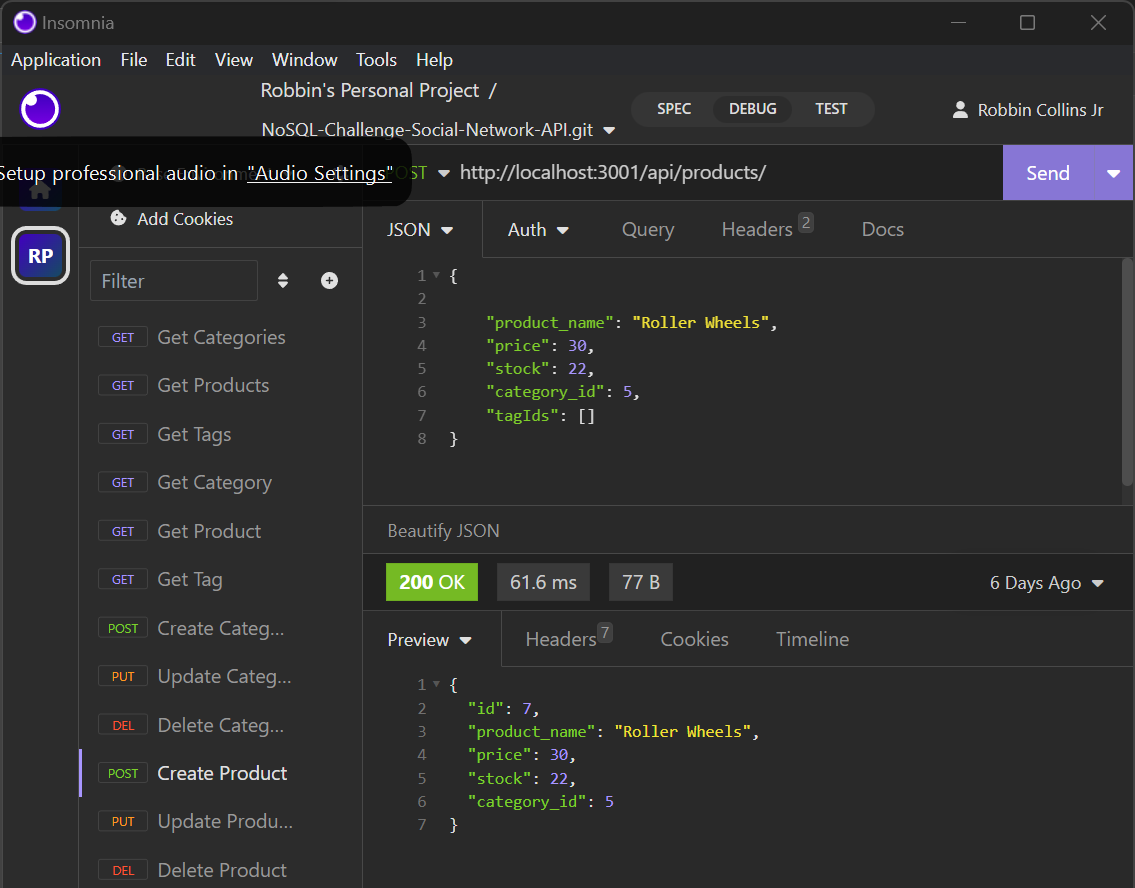 Insomnia
Application File Edit View Window Tools Help
Robbin's Personal Project /
NoSQL-Challenge-Social-Network-API.git
SPEC DEBUG TEST
Robbin Collins Jr
Setup professional audio in "Audio Settings"
http://localhost:3001/api/products/
Send
Add Cookies
RP
Filter
GET Get Categories
GET Get Products
GET Get Tags
GET Get Category
GET Get Product
GET Get Tag
POST Create Categ...
PUT Update Categ...
DEL Delete Categ...
POST Create Product
PUT Update Produ...
DEL Delete Product
JSON Auth Query Headers 2 Docs
1 {
2
3 "product_name": "Roller Wheels",
4 "price": 30,
5 "stock": 22,
6 "category_id": 5,
7 "tagIds": []
8 }
Beautify JSON
200 OK 61.6 ms 77 B 6 Days Ago
Preview Headers 7 Cookies Timeline
1 {
2 "id": 7,
3 "product_name": "Roller Wheels",
4 "price": 30,
5 "stock": 22,
6 "category_id": 5
7 }